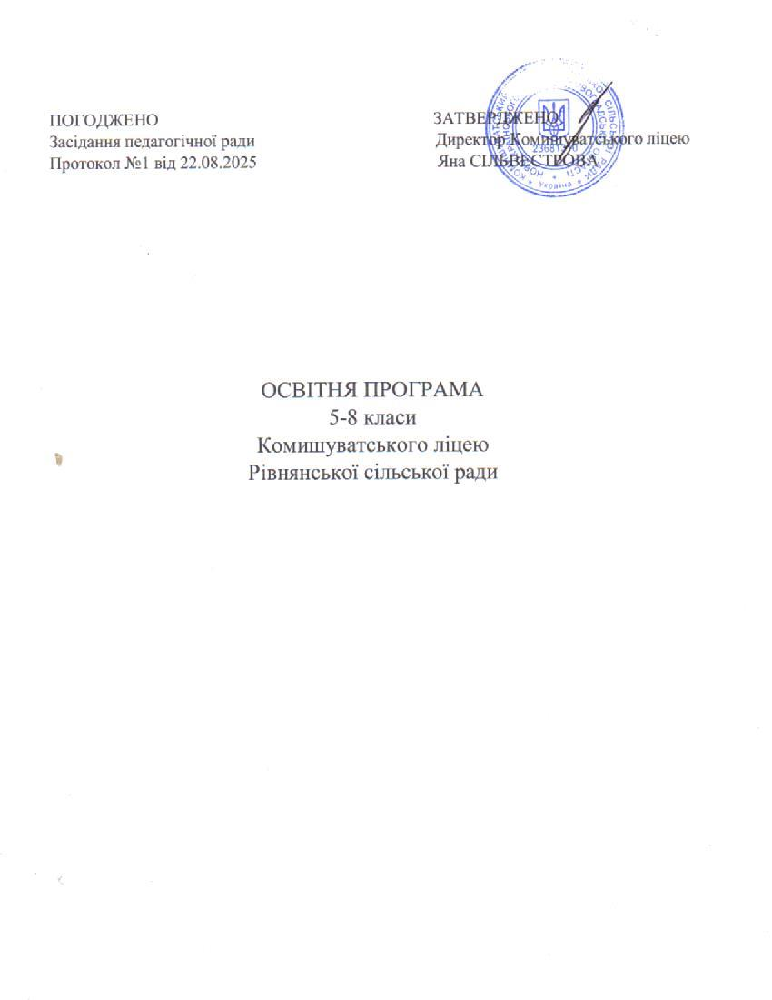 ПОГОДЖЕНО
Засідання педагогічної ради
Протокол №1 від 22.08.2025
ЗАТВЕРДЖЕНО
Директор Комишуватського ліцею
Яна СІЛЬВЕСТРОВА
Україна
ОСВІТНЯ ПРОГРАМА
5-8 класи
Комишуватського ліцею
Рівнянської сільської ради